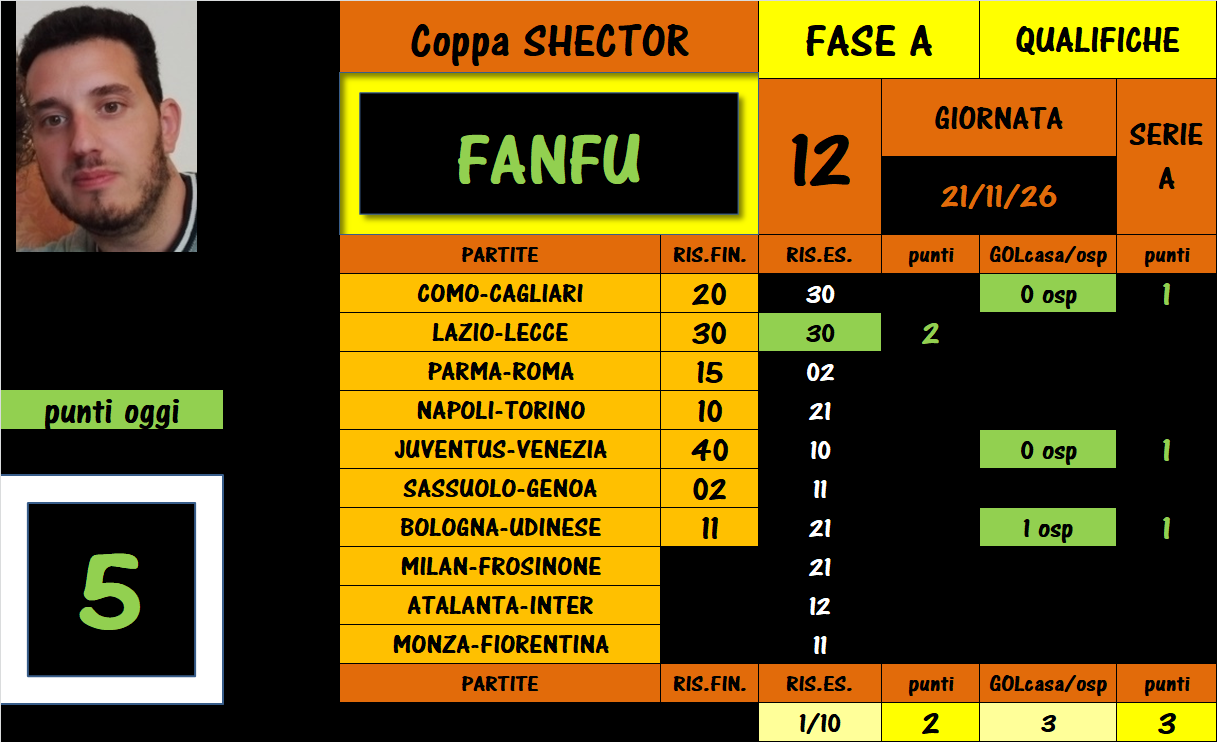 Coppa SHECTOR FASE A QUALIFICHE
FANFU 12 GIORNATA SERIE A
21/11/26
PARTITE RIS.FIN. RIS.ES. punti GOLcasa/osp punti
COMO-CAGLIARI 20 30 0 osp 1
LAZIO-LECCE 30 30 2
PARMA-ROMA 15 02
NAPOLI-TORINO 10 21
JUVENTUS-VENEZIA 40 10 0 osp 1
SASSUOLO-GENOA 02 11
BOLOGNA-UDINESE 11 21 1 osp 1
MILAN-FROSINONE 21
ATALANTA-INTER 12
MONZA-FIORENTINA 11
PARTITE RIS.FIN. RIS.ES. punti GOLcasa/osp punti
1/10 2 3 3
punti oggi
5